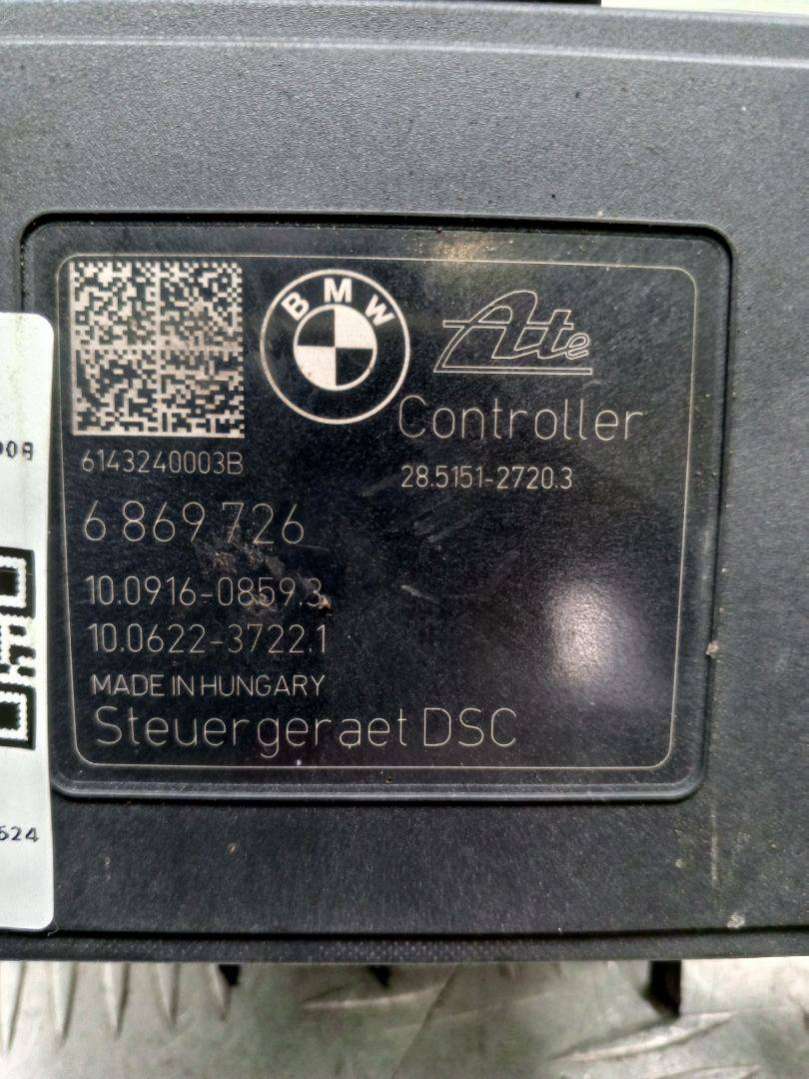 BMW
Ate
Controller
6143240003B
28.5151-2720.3
6 869 726
10.0916-0859.3
10.0622-3722.1
MADE IN HUNGARY
Steuergeraet DSC
624